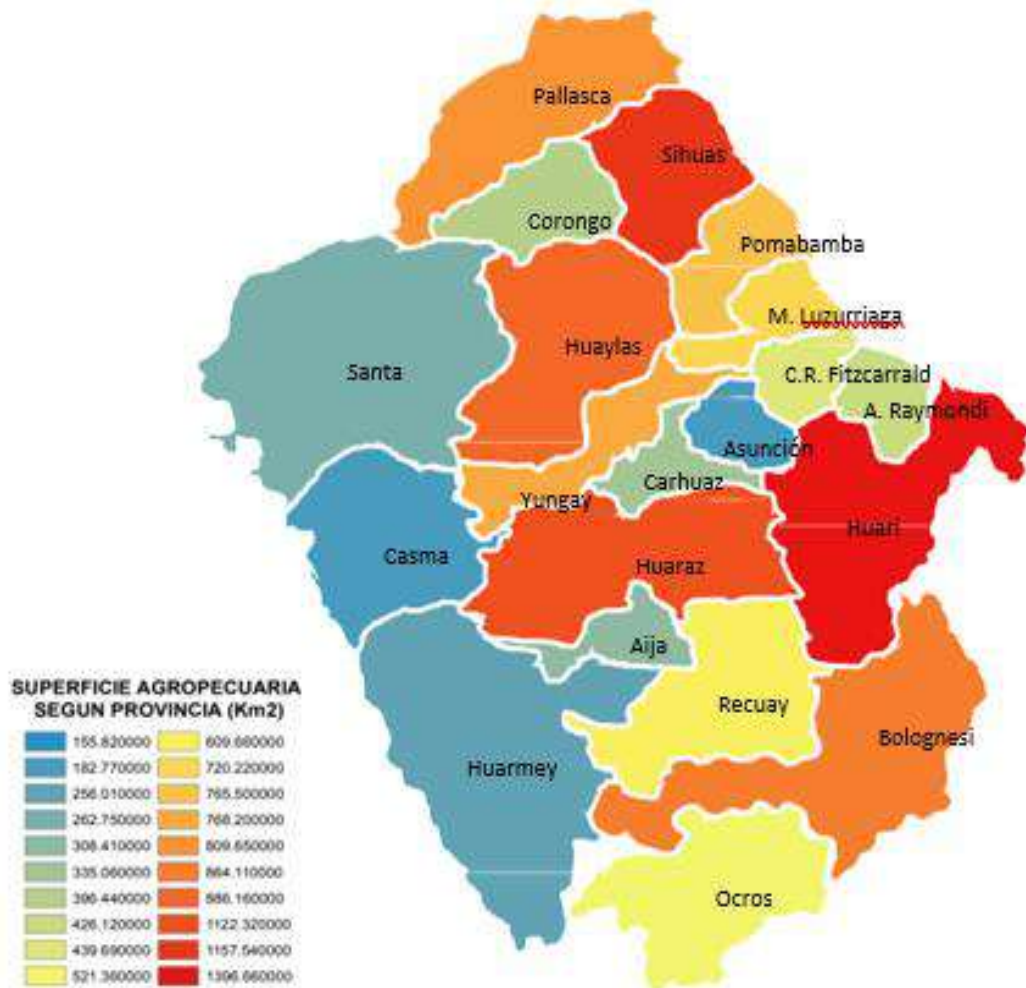 Pallasca
Sihuas
Corongo
Pomabamba
M. Luzurriaga
Huaylas
Santa
C.R. Fitzcarrald
A. Raymondi
Asunción
Carhuaz
Yungay
Huari
Casma
Huaraz
Aija
Recuay
Bolognesi
Huarmey
Ocros
SUPERFICIE AGROPECUARIA
SEGUN PROVINCIA (Km2)
155.820000 609.660000
182.770000 720.220000
256.010000 765.500000
262.750000 768.200000
308.410000 809.650000
335.060000 864.110000
396.440000 886.160000
426.120000 1122.320000
439.690000 1157.540000
521.360000 1396.660000